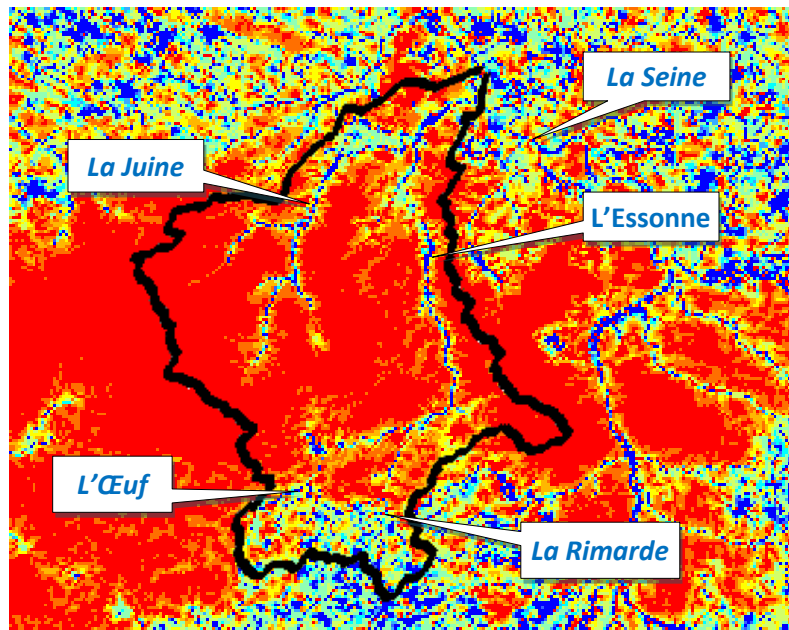 La Seine
La Juine
L’Essonne
L’Œuf
La Rimarde